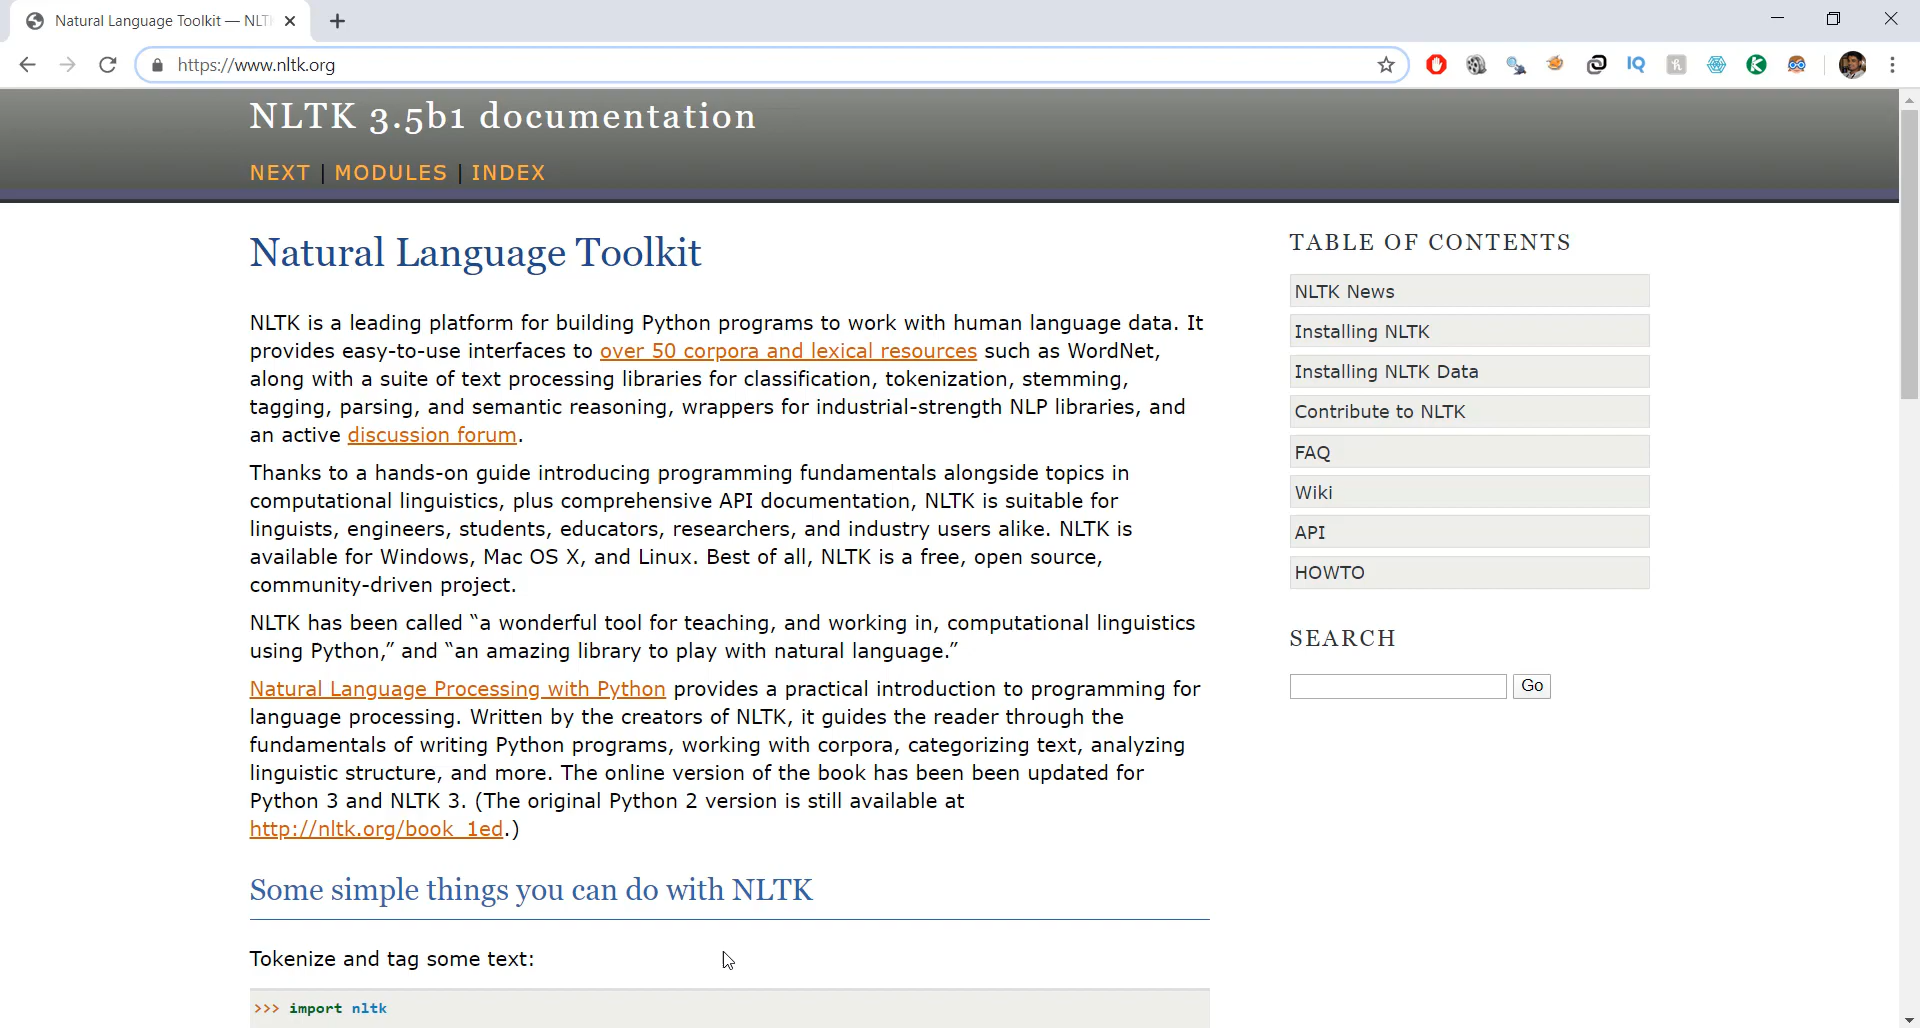 Natural Language Toolkit — NLT
https://www.nltk.org
NLTK 3.5b1 documentation
NEXT | MODULES | INDEX
Natural Language Toolkit
NLTK is a leading platform for building Python programs to work with human language data. It
provides easy-to-use interfaces to over 50 corpora and lexical resources such as WordNet,
along with a suite of text processing libraries for classification, tokenization, stemming,
tagging, parsing, and semantic reasoning, wrappers for industrial-strength NLP libraries, and
an active discussion forum.
Thanks to a hands-on guide introducing programming fundamentals alongside topics in
computational linguistics, plus comprehensive API documentation, NLTK is suitable for
linguists, engineers, students, educators, researchers, and industry users alike. NLTK is
available for Windows, Mac OS X, and Linux. Best of all, NLTK is a free, open source,
community-driven project.
NLTK has been called “a wonderful tool for teaching, and working in, computational linguistics
using Python,” and “an amazing library to play with natural language.”
Natural Language Processing with Python provides a practical introduction to programming for
language processing. Written by the creators of NLTK, it guides the reader through the
fundamentals of writing Python programs, working with corpora, categorizing text, analyzing
linguistic structure, and more. The online version of the book has been been updated for
Python 3 and NLTK 3. (The original Python 2 version is still available at
http://nltk.org/book_1ed.)
Some simple things you can do with NLTK
Tokenize and tag some text:
>>> import nltk
TABLE OF CONTENTS
NLTK News
Installing NLTK
Installing NLTK Data
Contribute to NLTK
FAQ
Wiki
API
HOWTO
SEARCH
Go
IQ